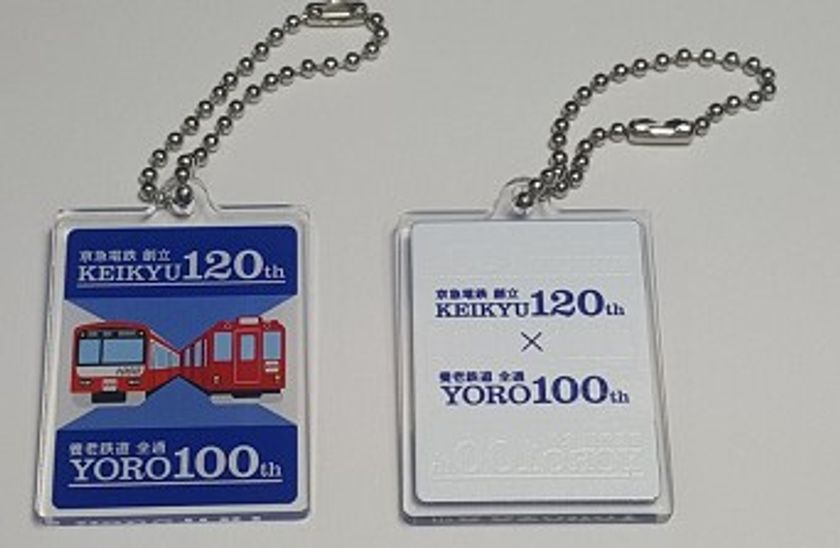 京急電鉄 創立
KEIKYU120th
養老鉄道 全通
YORO100th
京急電鉄 創立
KEIKYU120th
×
養老鉄道 全通
YORO100th